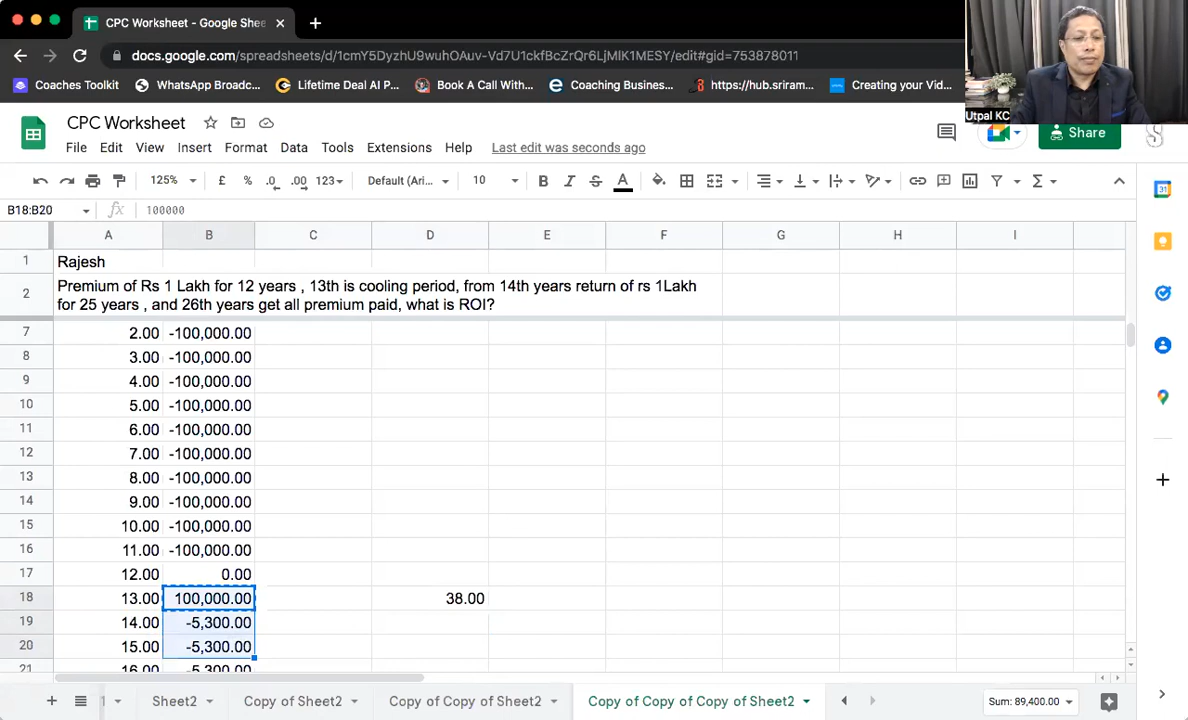 CPC Worksheet - Google Shee
docs.google.com/spreadsheets/d/1cmY5Dy2nU9wuhOAuv-Vd7U1ckfBcZrQr6LjMlK1MESY/edit#gid=753878011
Coaches Toolkit WhatsApp Broadc... Lifetime Deal AI P... Book A Call With... Coaching Busines... https://hub.sriram... Creating your Vid...
Utpal KC
CPC Worksheet
Share
File Edit View Insert Format Data Tools Extensions Help Last edit was seconds ago
125% £ % .0 .00 123 Default (Ari... 10 B I S A Σ
31
B18:B20 fx 100000
A B C D E F G H I
1 Rajesh
2 Premium of Rs 1 Lakh for 12 years , 13th is cooling period, from 14th years return of rs 1Lakh
for 25 years , and 26th years get all premium paid, what is ROI?
7 2.00 -100,000.00
8 3.00 -100,000.00
9 4.00 -100,000.00
10 5.00 -100,000.00
11 6.00 -100,000.00
12 7.00 -100,000.00
13 8.00 -100,000.00
14 9.00 -100,000.00
15 10.00 -100,000.00
16 11.00 -100,000.00
17 12.00 0.00
18 13.00 100,000.00 38.00
19 14.00 -5,300.00
20 15.00 -5,300.00
21 16.00 -5,300.00
Sheet2 Copy of Sheet2 Copy of Copy of Sheet2 Copy of Copy of Copy of Sheet2 Sum: 89,400.00